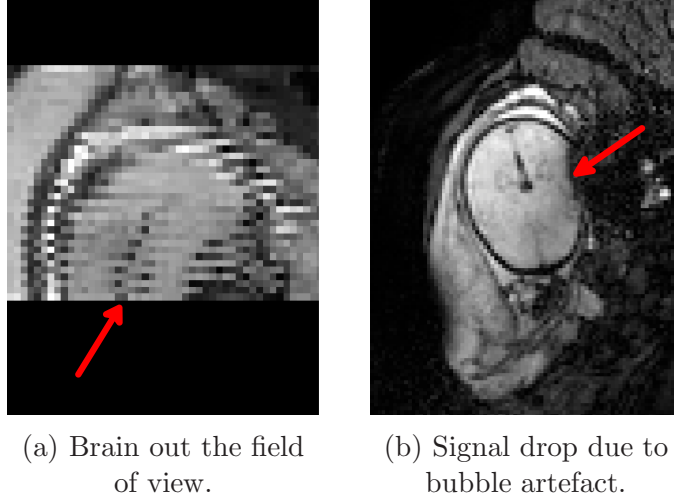 (a) Brain out the field
of view.
(b) Signal drop due to
bubble artefact.